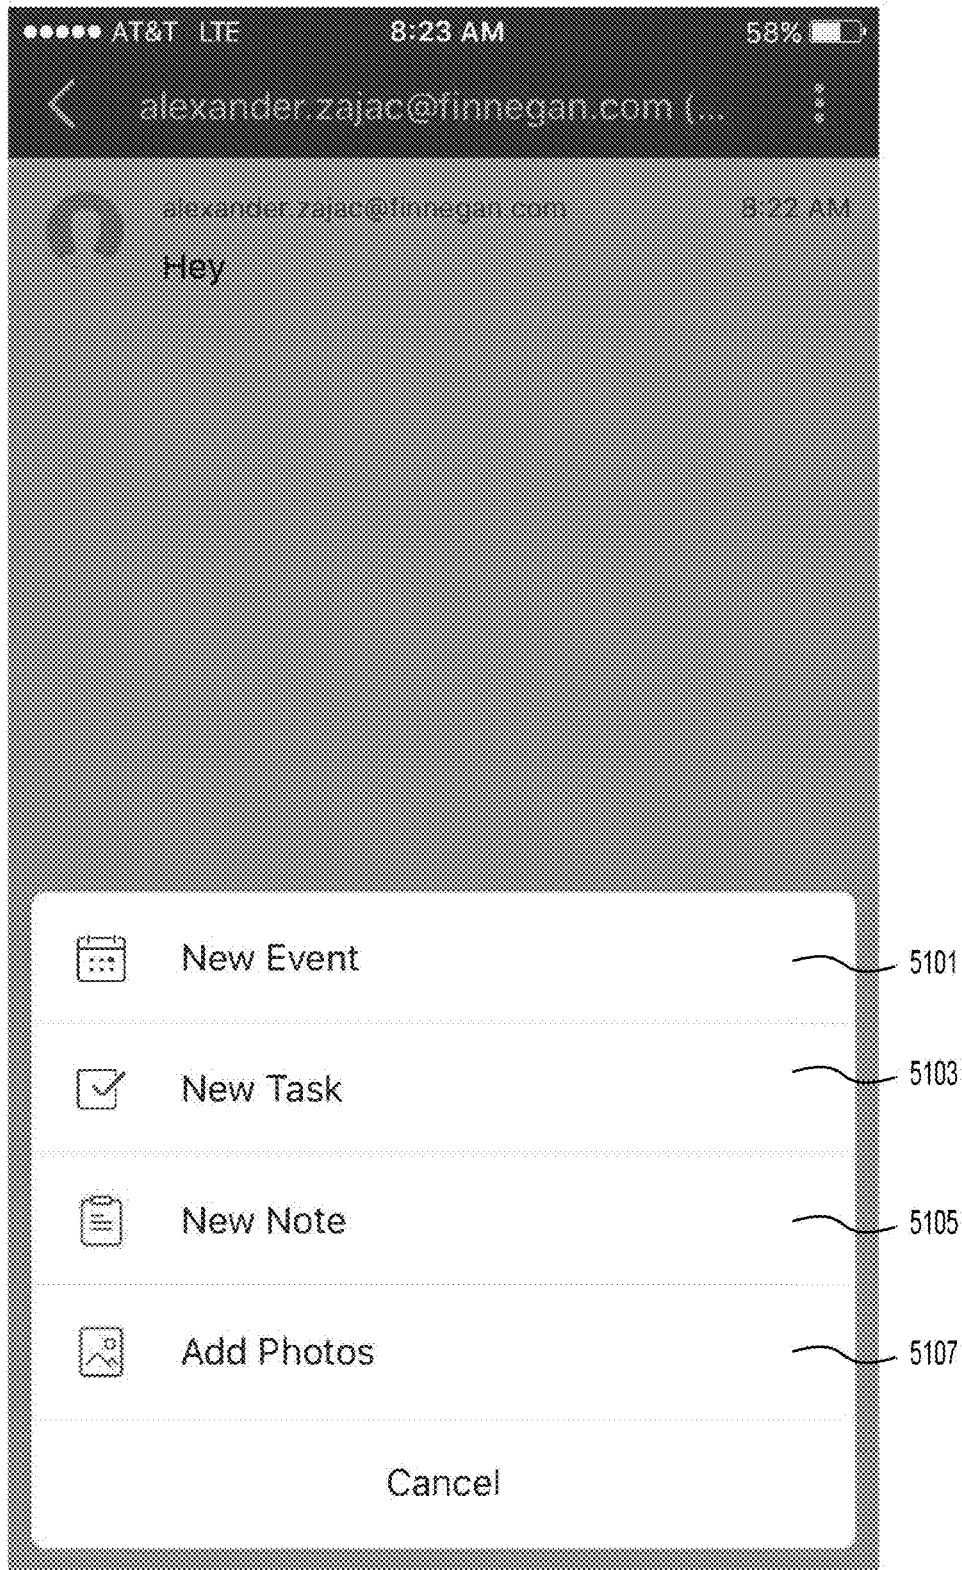 AT&T LTE 8:23 AM 58%
alexander.zajac@finnegan.com (...
alexander.zajac@finnegan.com 8:22 AM
Hey
New Event 5101
New Task 5103
New Note 5105
Add Photos 5107
Cancel